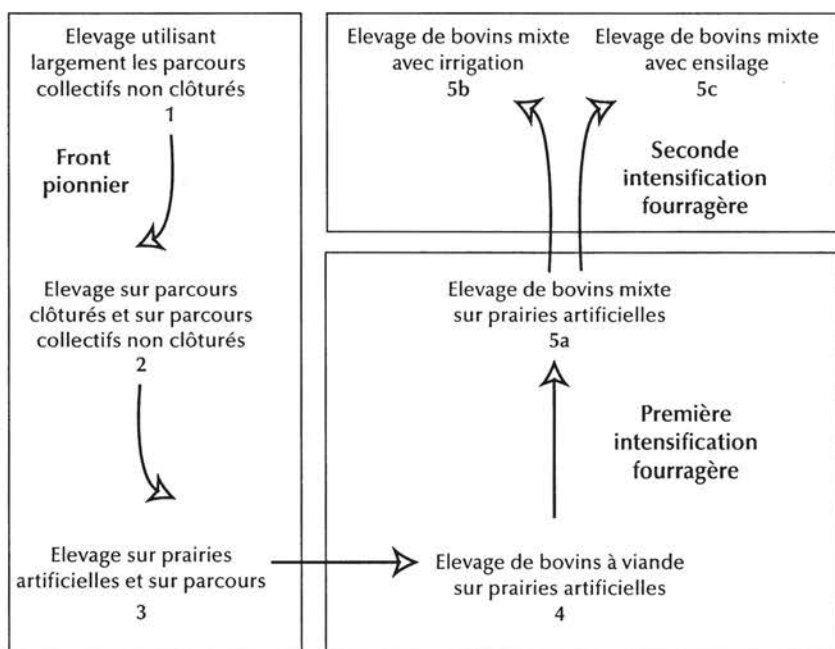 Elevage utilisant
largement les parcours
collectifs non clôturés
1
Front
pionnier
Elevage sur parcours
clôturés et sur parcours
collectifs non clôturés
2
Elevage sur prairies
artificielles et sur parcours
3
Elevage de bovins mixte
avec irrigation
5b
Elevage de bovins mixte
avec ensilage
5c
Seconde
intensification
fourragère
Elevage de bovins mixte
sur prairies artificielles
5a
Première
intensification
fourragère
Elevage de bovins à viande
sur prairies artificielles
4